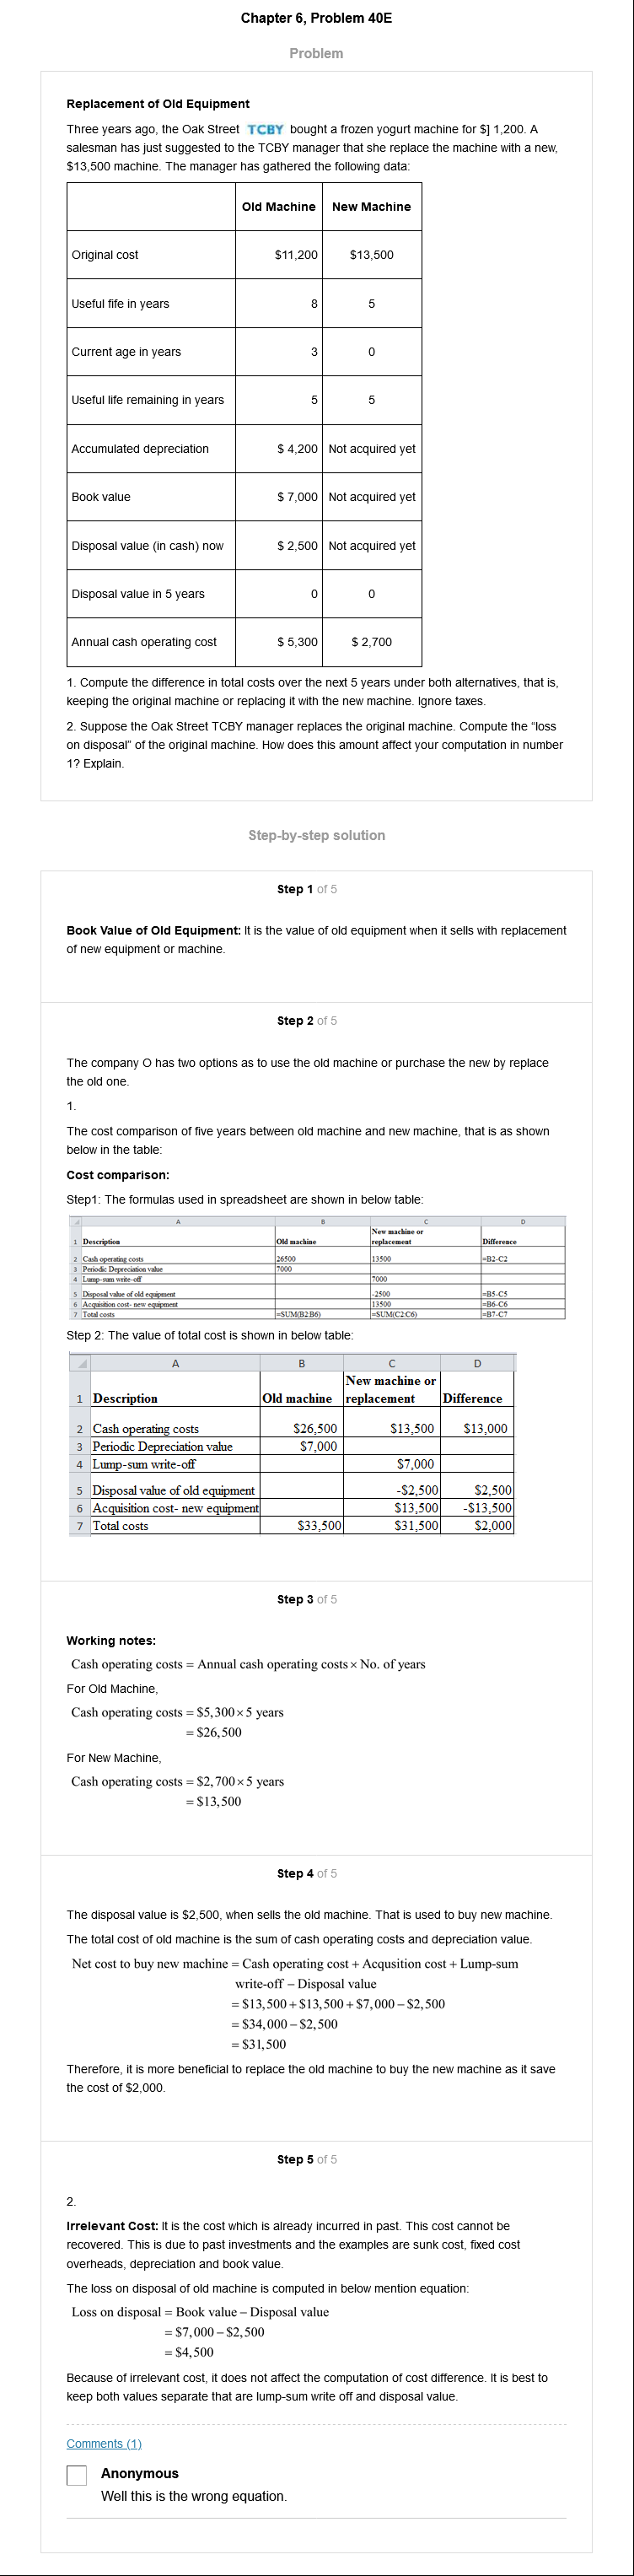 Chapter 6, Problem 40E
Problem
Replacement of Old Equipment
Three years ago, the Oak Street TCBY bought a frozen yogurt machine for $] 1,200. A
salesman has just suggested to the TCBY manager that she replace the machine with a new,
$13,500 machine. The manager has gathered the following data:
Old Machine New Machine
Original cost $11,200 $13,500
Useful fife in years 8 5
Current age in years 3 0
Useful life remaining in years 5 5
Accumulated depreciation $ 4,200 Not acquired yet
Book value $ 7,000 Not acquired yet
Disposal value (in cash) now $ 2,500 Not acquired yet
Disposal value in 5 years 0 0
Annual cash operating cost $ 5,300 $ 2,700
1. Compute the difference in total costs over the next 5 years under both alternatives, that is,
keeping the original machine or replacing it with the new machine. Ignore taxes.
2. Suppose the Oak Street TCBY manager replaces the original machine. Compute the “loss
on disposal” of the original machine. How does this amount affect your computation in number
1? Explain.
Step-by-step solution
Step 1 of 5
Book Value of Old Equipment: It is the value of old equipment when it sells with replacement
of new equipment or machine.
Step 2 of 5
The company O has two options as to use the old machine or purchase the new by replace
the old one.
1.
The cost comparison of five years between old machine and new machine, that is as shown
below in the table:
Cost comparison:
Step1: The formulas used in spreadsheet are shown in below table:
A B C D
New machine or
1 Description Old machine replacement Difference
2 Cash operating costs 26500 13500 =B2-C2
3 Periodic Depreciation value 7000
4 Lump-sum write-off 7000
5 Disposal value of old equipment -2500 =B5-C5
6 Acquisition cost- new equipment 13500 =B6-C6
7 Total costs =SUM(B2:B6) =SUM(C2:C6) =B7-C7
Step 2: The value of total cost is shown in below table:
A B C D
New machine or
1 Description Old machine replacement Difference
2 Cash operating costs $26,500 $13,500 $13,000
3 Periodic Depreciation value $7,000
4 Lump-sum write-off $7,000
5 Disposal value of old equipment -$2,500 $2,500
6 Acquisition cost- new equipment $13,500 -$13,500
7 Total costs $33,500 $31,500 $2,000
Step 3 of 5
Working notes:
Cash operating costs = Annual cash operating costs × No. of years
For Old Machine,
Cash operating costs = $5,300 × 5 years
= $26,500
For New Machine,
Cash operating costs = $2,700 × 5 years
= $13,500
Step 4 of 5
The disposal value is $2,500, when sells the old machine. That is used to buy new machine.
The total cost of old machine is the sum of cash operating costs and depreciation value.
Net cost to buy new machine = Cash operating cost + Acqusition cost + Lump-sum
write-off – Disposal value
= $13,500 + $13,500 + $7,000 – $2,500
= $34,000 – $2,500
= $31,500
Therefore, it is more beneficial to replace the old machine to buy the new machine as it save
the cost of $2,000.
Step 5 of 5
2.
Irrelevant Cost: It is the cost which is already incurred in past. This cost cannot be
recovered. This is due to past investments and the examples are sunk cost, fixed cost
overheads, depreciation and book value.
The loss on disposal of old machine is computed in below mention equation:
Loss on disposal = Book value – Disposal value
= $7,000 – $2,500
= $4,500
Because of irrelevant cost, it does not affect the computation of cost difference. It is best to
keep both values separate that are lump-sum write off and disposal value.
Comments (1)
Anonymous
Well this is the wrong equation.